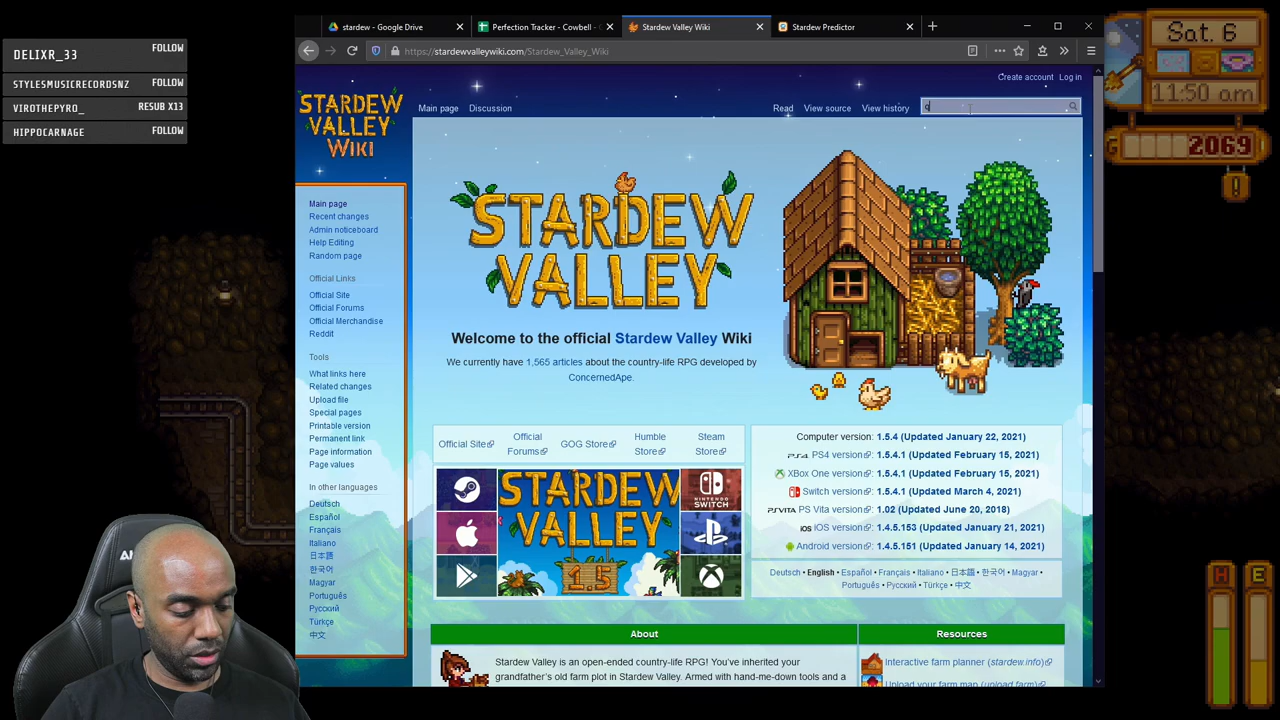 DELIXR_33 FOLLOW
STYLESMUSICRECORDSNZ FOLLOW
VIROTHEPYRO_ RESUB X13
HIPPOCARNAGE FOLLOW
stardew - Google Drive
Perfection Tracker - Cowbell -
Stardew Valley Wiki
Stardew Predictor
https://stardewvalleywiki.com/Stardew_Valley_Wiki
Create account Log in
Main page Discussion
Read View source View history
STARDEW
VALLEY
WIKI
Main page
Recent changes
Admin noticeboard
Help Editing
Random page
Official Links
Official Site
Official Forums
Official Merchandise
Reddit
Tools
What links here
Related changes
Upload file
Special pages
Printable version
Permanent link
Page information
Page values
In other languages
Deutsch
Español
Français
Italiano
日本語
한국어
Magyar
Português
Русский
Türkçe
中文
STARDEW
VALLEY
Welcome to the official Stardew Valley Wiki
We currently have 1,565 articles about the country-life RPG developed by
ConcernedApe.
Official Site
Official
Forums
GOG Store
Humble
Store
Steam
Store
STARDEW
VALLEY
1.5
NINTENDO
SWITCH
Computer version: 1.5.4 (Updated January 22, 2021)
PS4 PS4 version: 1.5.4.1 (Updated February 15, 2021)
XBox One version: 1.5.4.1 (Updated February 15, 2021)
Switch version: 1.5.4.1 (Updated March 4, 2021)
PSVITA PS Vita version: 1.02 (Updated June 20, 2018)
iOS iOS version: 1.4.5.153 (Updated January 21, 2021)
Android version: 1.4.5.151 (Updated January 14, 2021)
Deutsch • English • Español • Français • Italiano • 日本語 • 한국어 • Magyar •
Português • Русский • Türkçe • 中文
About
Stardew Valley is an open-ended country-life RPG! You've inherited your
grandfather's old farm plot in Stardew Valley. Armed with hand-me-down tools and a
Resources
Interactive farm planner (stardew.info)
Upload your farm map (upload.farm)
Sat. 6
11:50 am
G 2069
!
H E